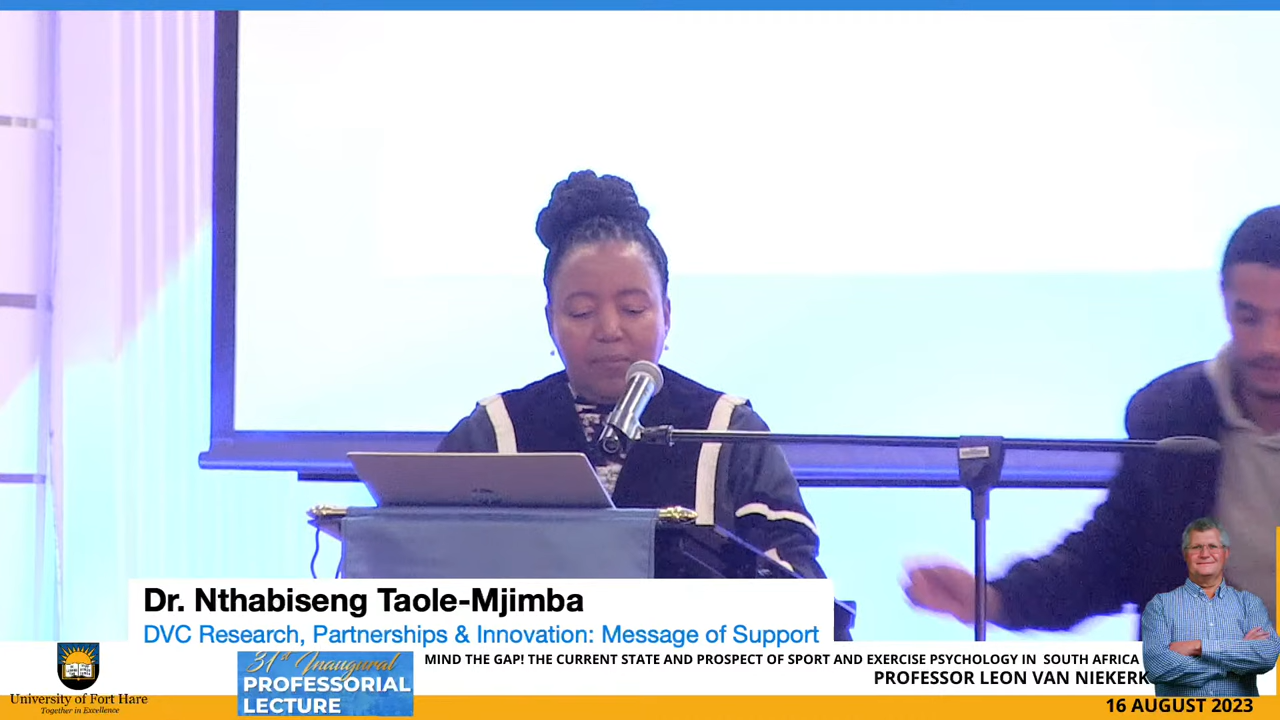 Dr. Nthabiseng Taole-Mjimba
DVC Research, Partnerships & Innovation: Message of Support
University of Fort Hare
Together in Excellence
31st Inaugural
PROFESSORIAL
LECTURE
MIND THE GAP! THE CURRENT STATE AND PROSPECT OF SPORT AND EXERCISE PSYCHOLOGY IN SOUTH AFRICA
PROFESSOR LEON VAN NIEKERK
16 AUGUST 2023